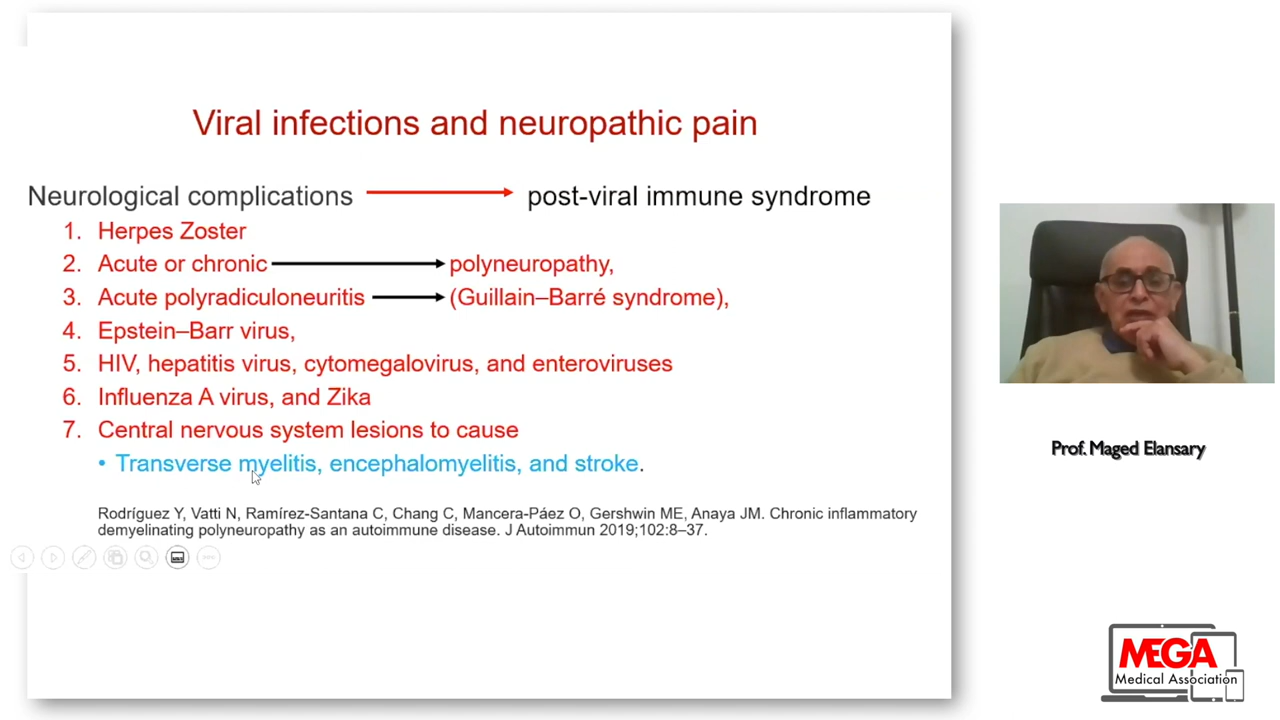 Viral infections and neuropathic pain
Neurological complications post-viral immune syndrome
1. Herpes Zoster
2. Acute or chronic polyneuropathy,
3. Acute polyradiculoneuritis (Guillain–Barré syndrome),
4. Epstein–Barr virus,
5. HIV, hepatitis virus, cytomegalovirus, and enteroviruses
6. Influenza A virus, and Zika
7. Central nervous system lesions to cause
• Transverse myelitis, encephalomyelitis, and stroke.
Rodríguez Y, Vatti N, Ramírez-Santana C, Chang C, Mancera-Páez O, Gershwin ME, Anaya JM. Chronic inflammatory
demyelinating polyneuropathy as an autoimmune disease. J Autoimmun 2019;102:8–37.
Prof. Maged Elansary
MEGA
Medical Association